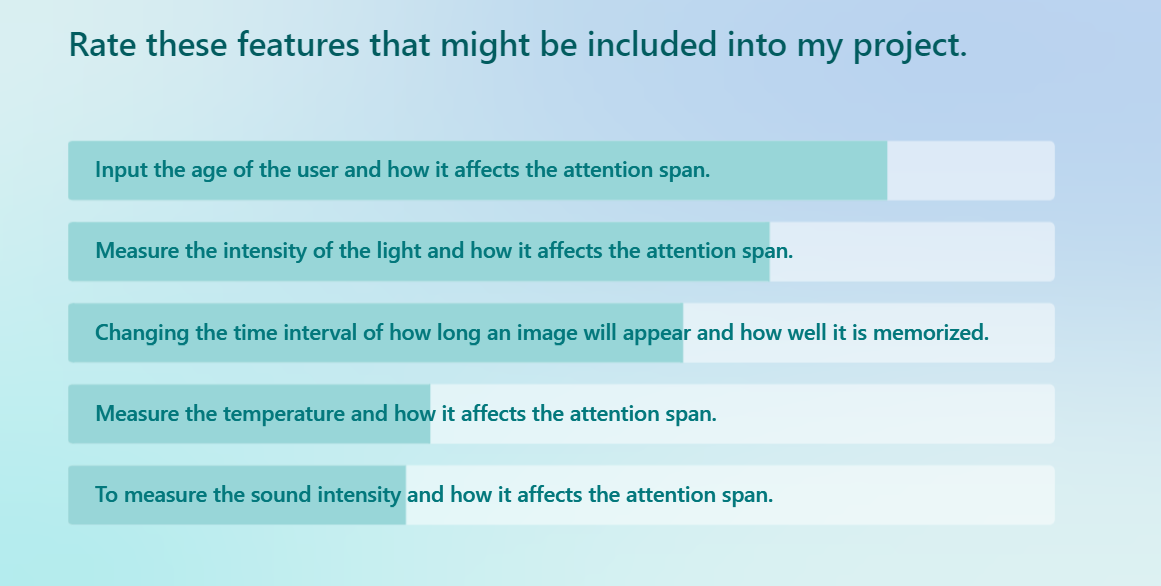 Rate these features that might be included into my project.
Input the age of the user and how it affects the attention span.
Measure the intensity of the light and how it affects the attention span.
Changing the time interval of how long an image will appear and how well it is memorized.
Measure the temperature and how it affects the attention span.
To measure the sound intensity and how it affects the attention span.